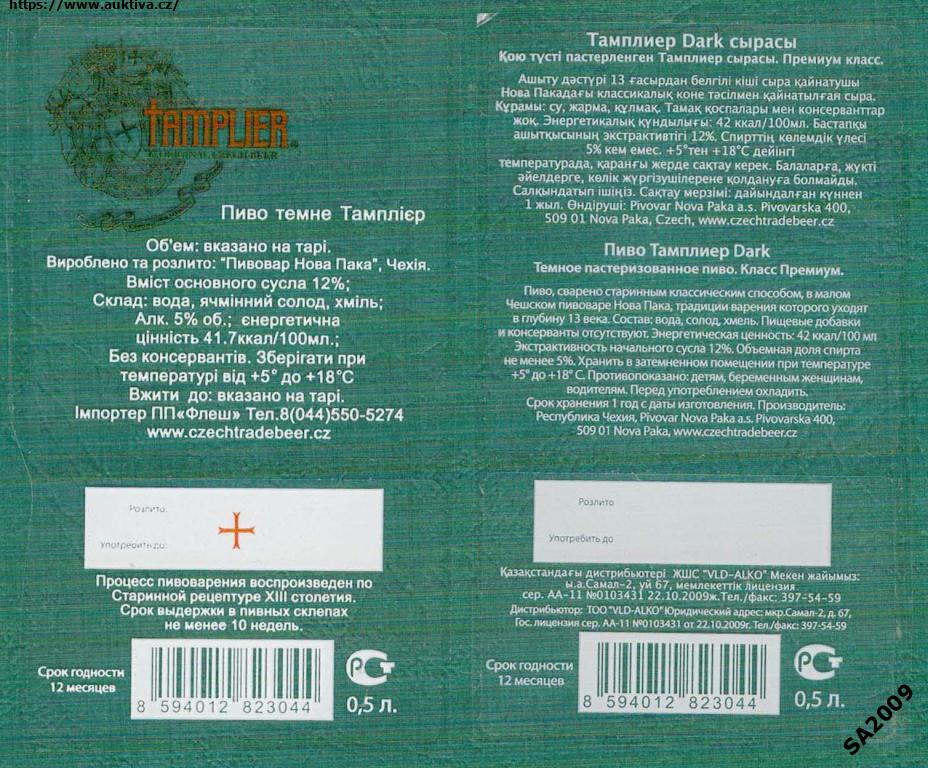 https://www.auktiva.cz/
TAMPLIER
ORIGINAL CZECH BEER
Пиво темне Тамплієр
Об'ем: вказано на тарі.
Вироблено та розлито: "Пивовар Нова Пака", Чехія.
Вміст основного сусла 12%;
Склад: вода, ячмінний солод, хміль;
Алк. 5% об.; єнергетична
цінність 41.7ккал/100мл.;
Без консервантів. Зберігати при
температурі від +5° до +18°С
Вжити до: вказано на тарі.
Імпортер ПП«Флеш» Тел.8(044)550-5274
www.czechtradebeer.cz
Розлито:
Употребить до:
Процесс пивоварения воспроизведен по
Старинной рецептуре XIII столетия.
Срок выдержки в пивных склепах
не менее 10 недель.
Срок годности
12 месяцев
8 594012 823044
РСТ
0,5 л.
Тамплиер Dark сырасы
Қою түсті пастерленген Тамплиер сырасы. Премиум класс.
Ашыту дәстүрі 13 ғасырдан белгілі кіші сыра қайнатушы
Нова Пакадағы классикалық коне тәсілмен қайнатылған сыра.
Құрамы: су, жарма, құлмақ. Тамақ қоспалары мен консерванттар
жоқ. Энергетикалық құндылығы: 42 ккал/100мл. Бастапқы
ашытқысының экстрактивтігі 12%. Спирттің көлемдік үлесі
5% кем емес. +5°тен +18°С дейінгі
температурада, қаранғы жерде сақтау керек. Балаларға, жүкті
әйелдерге, көлік жүргізушілерене қолдануға болмайды.
Салқындатып ішіңіз. Сақтау мерзімі: дайындалған күннен
1 жыл. Өндіруші: Pivovar Nova Paka a.s. Pivovarska 400,
509 01 Nova Paka, Czech, www.czechtradebeer.cz
Пиво Тамплиер Dark
Темное пастеризованное пиво. Класс Премиум.
Пиво, сварено старинным классическим способом, в малом
Чешском пивоваре Нова Пака, традиции варения которого уходят
в глубину 13 века. Состав: вода, солод, хмель. Пищевые добавки
и консерванты отсутствуют. Энергетическая ценность: 42 ккал/100 мл
Экстрактивность начального сусла 12%. Объемная доля спирта
не менее 5%. Хранить в затемненном помещении при температуре
+5° до +18° С. Противопоказано: детям, беременным женщинам,
водителям. Перед употреблением охладить.
Срок хранения 1 год с даты изготовления. Производитель:
Республика Чехия, Pivovar Nova Paka a.s. Pivovarska 400,
509 01 Nova Paka, www.czechtradebeer.cz
Розлито
Употребить до
Қазақстандағы дистрибьютері ЖШС "VLD-ALKO" Мекен жайымыз:
ы.а.Самал-2, уй 67, мемлекеттік лицензия
сер. АА-11 №0103431 22.10.2009ж.Тел./факс: 397-54-59
Дистрибьютор: ТОО "VLD-ALKO" Юридический адрес: мкр.Самал-2, д. 67,
Гос. лицензия сер. АА-11 №0103431 от 22.10.2009г. Тел./факс: 397-54-59
Срок годности
12 месяцев
8 594012 823044
РСТ
0,5 л.
SA2009